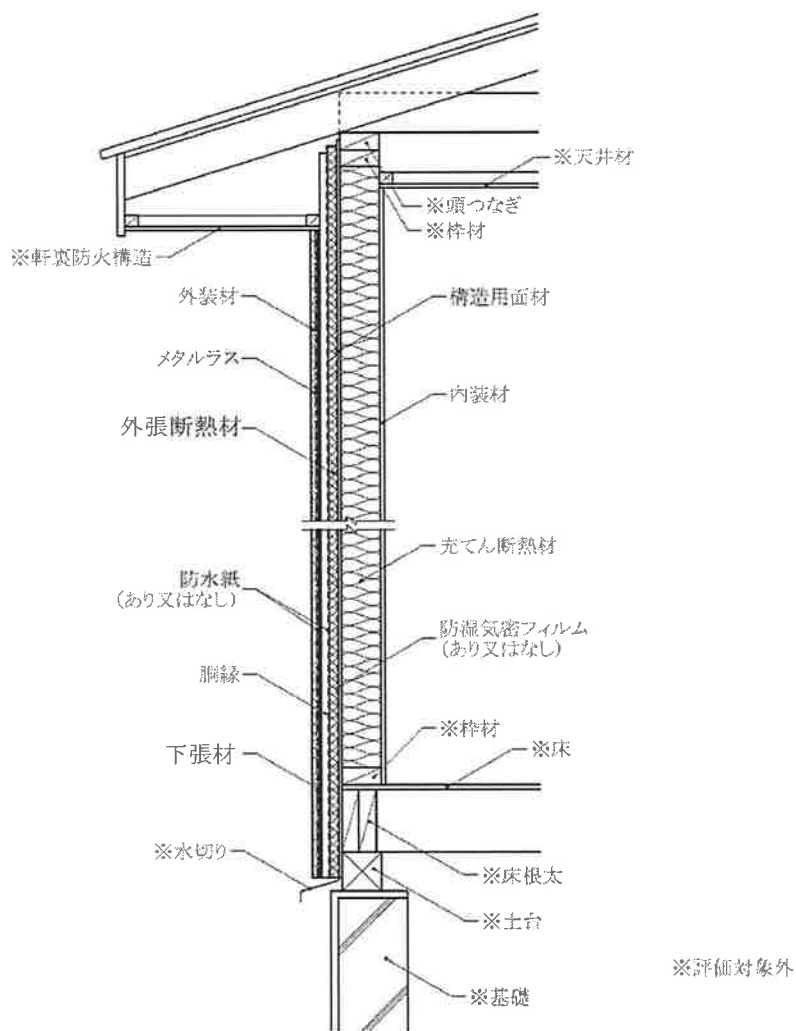 ※天井材
※頭つなぎ
※枠材
※軒裏防火構造
外装材
構造用面材
メタルラス
内装材
外張断熱材
充てん断熱材
防水紙
(あり又はなし)
防湿気密フィルム
(あり又はなし)
胴縁
※枠材
※床
下張材
※水切り
※床根太
※土台
※評価対象外
※基礎